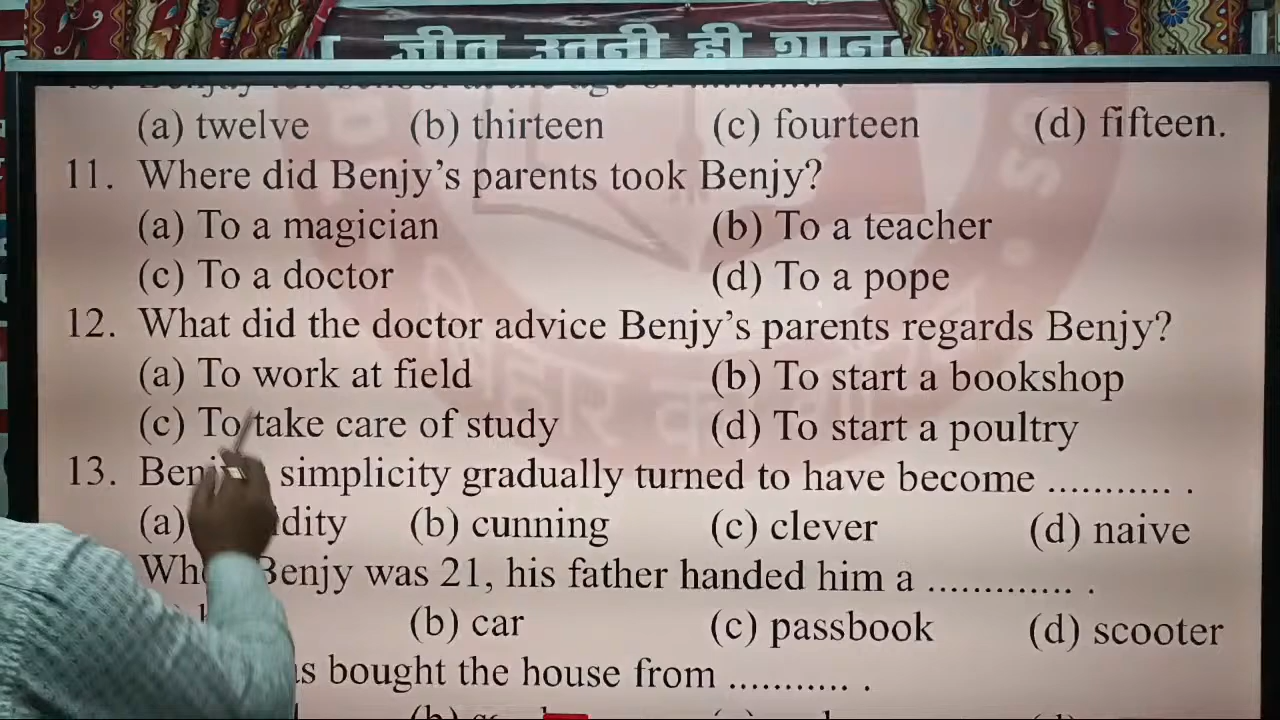 जीत उतनी ही शान
(a) twelve (b) thirteen (c) fourteen (d) fifteen.
11. Where did Benjy's parents took Benjy?
(a) To a magician (b) To a teacher
(c) To a doctor (d) To a pope
12. What did the doctor advice Benjy's parents regards Benjy?
(a) To work at field (b) To start a bookshop
(c) To take care of study (d) To start a poultry
13. simplicity gradually turned to have become ........... .
(a) (b) cunning (c) clever (d) naive
Benjy was 21, his father handed him a ............. .
(b) car (c) passbook (d) scooter
bought the house from ........... .